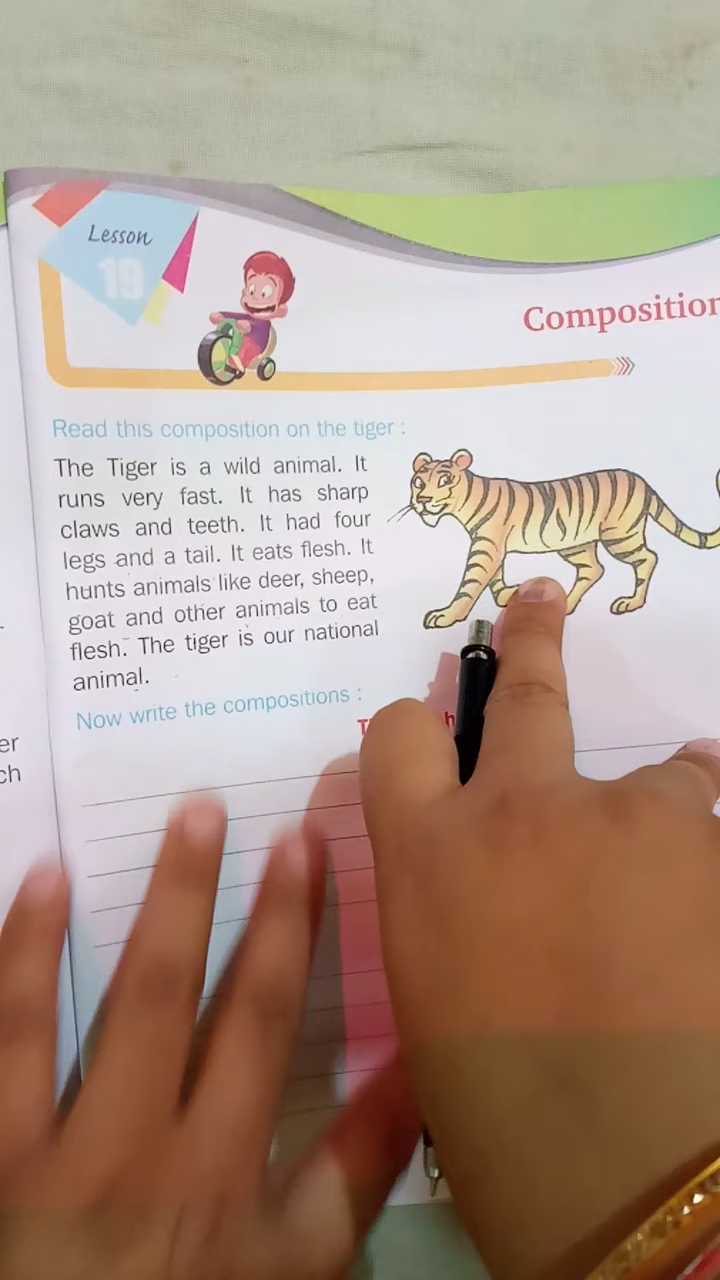 Lesson
19
Composition
Read this composition on the tiger :
The Tiger is a wild animal. It
runs very fast. It has sharp
claws and teeth. It had four
legs and a tail. It eats flesh. It
hunts animals like deer, sheep,
goat and other animals to eat
flesh. The tiger is our national
animal.
Now write the compositions :